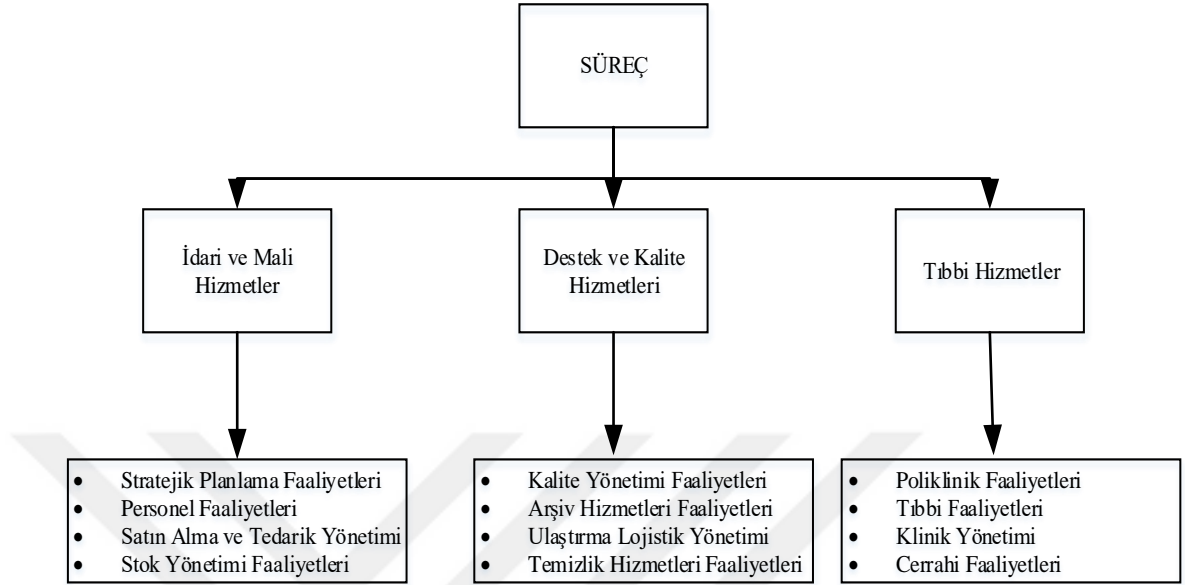 SÜREÇ
İdari ve Mali
Hizmetler
Destek ve Kalite
Hizmetleri
Tıbbi Hizmetler
• Stratejik Planlama Faaliyetleri
• Personel Faaliyetleri
• Satın Alma ve Tedarik Yönetimi
• Stok Yönetimi Faaliyetleri
• Kalite Yönetimi Faaliyetleri
• Arşiv Hizmetleri Faaliyetleri
• Ulaştırma Lojistik Yönetimi
• Temizlik Hizmetleri Faaliyetleri
• Poliklinik Faaliyetleri
• Tıbbi Faaliyetleri
• Klinik Yönetimi
• Cerrahi Faaliyetleri